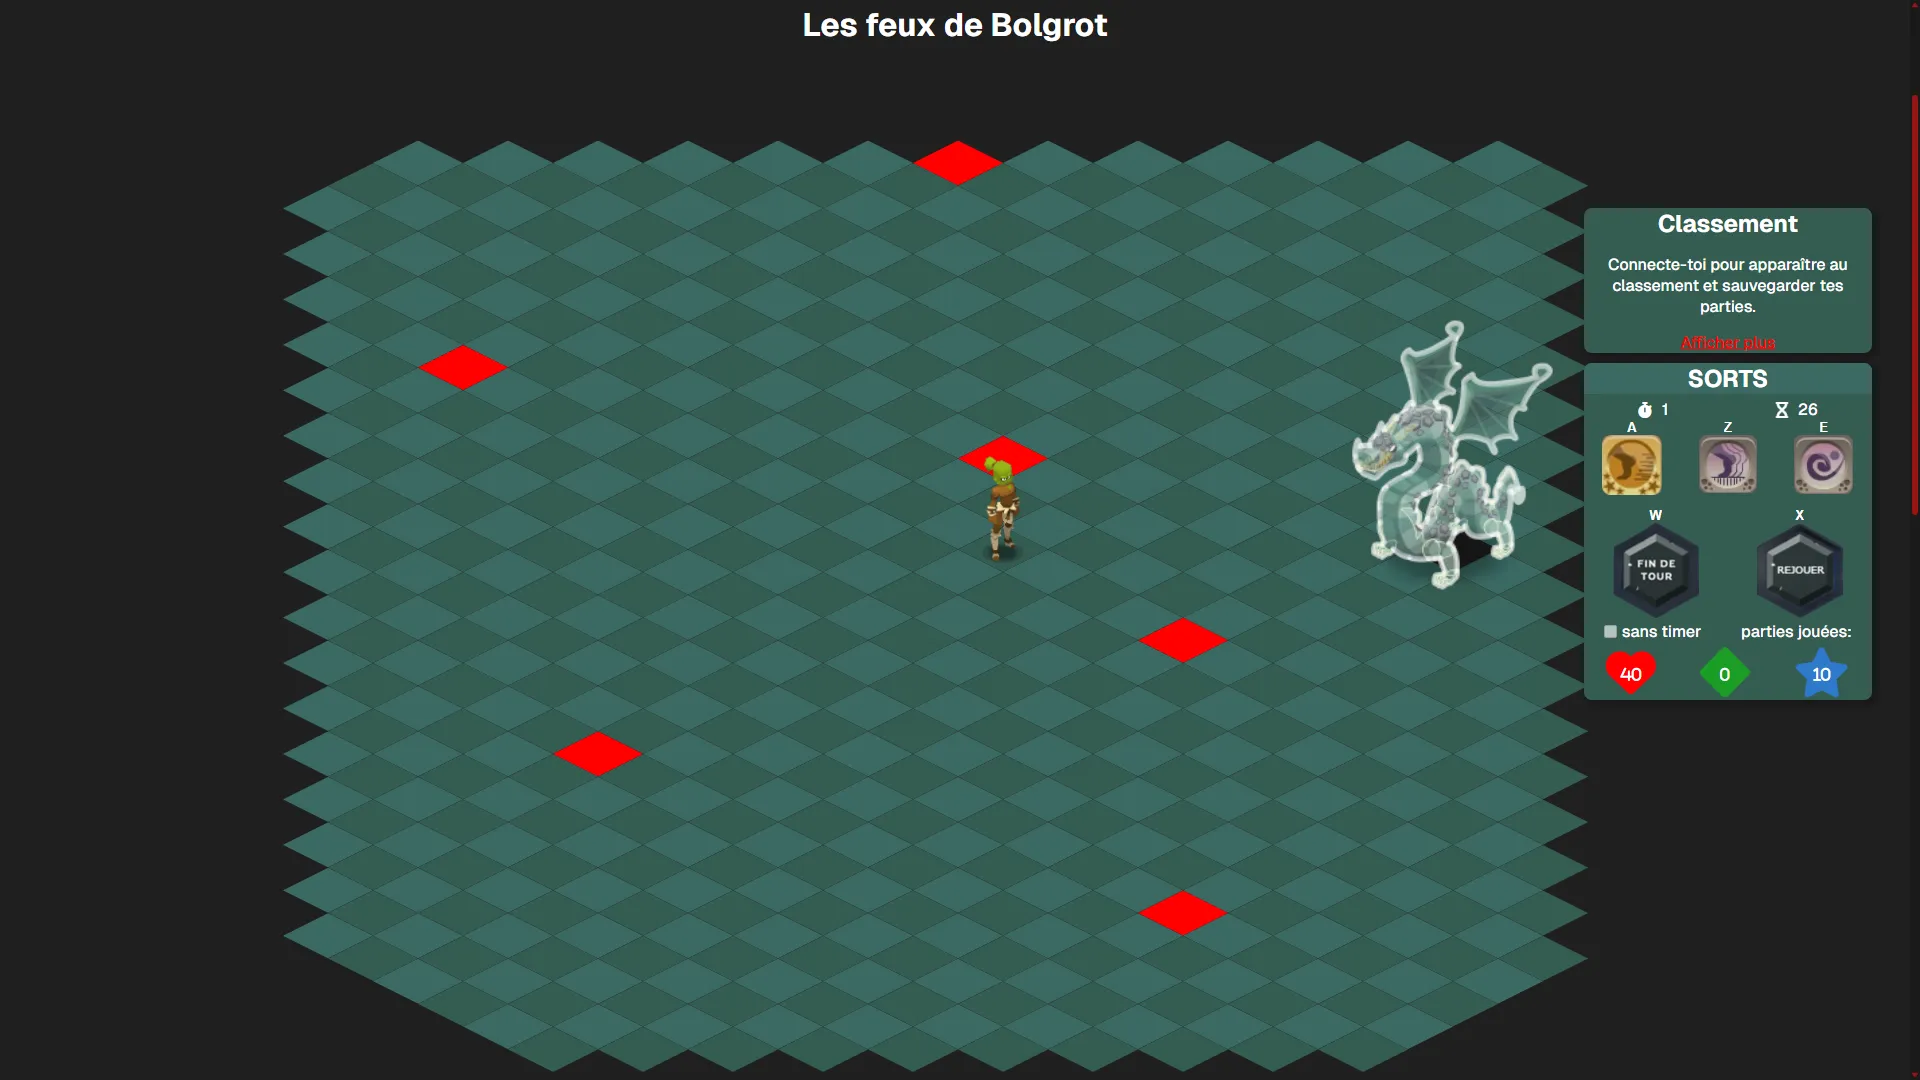 Les feux de Bolgrot
Classement
Connecte-toi pour apparaître au
classement et sauvegarder tes
parties.
Afficher plus
SORTS
1
26
A
Z
E
W
X
FIN DE
TOUR
REJOUER
sans timer
parties jouées:
40
0
10